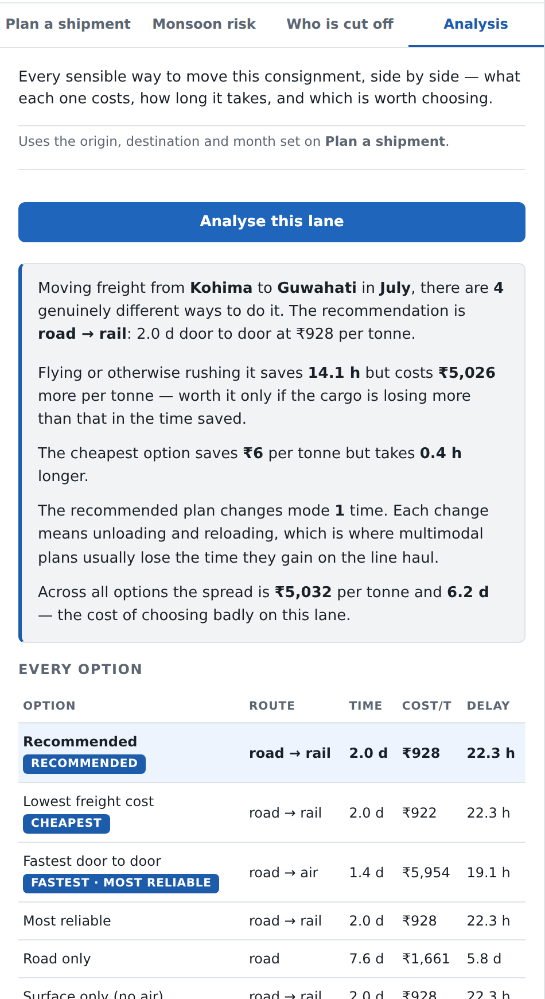 Plan a shipment Monsoon risk Who is cut off Analysis
Every sensible way to move this consignment, side by side — what
each one costs, how long it takes, and which is worth choosing.
Uses the origin, destination and month set on Plan a shipment.
Analyse this lane
Moving freight from Kohima to Guwahati in July, there are 4
genuinely different ways to do it. The recommendation is
road → rail: 2.0 d door to door at ₹928 per tonne.
Flying or otherwise rushing it saves 14.1 h but costs ₹5,026
more per tonne — worth it only if the cargo is losing more
than that in the time saved.
The cheapest option saves ₹6 per tonne but takes 0.4 h
longer.
The recommended plan changes mode 1 time. Each change
means unloading and reloading, which is where multimodal
plans usually lose the time they gain on the line haul.
Across all options the spread is ₹5,032 per tonne and 6.2 d
— the cost of choosing badly on this lane.
EVERY OPTION
OPTION ROUTE TIME COST/T DELAY
Recommended
RECOMMENDED
road → rail 2.0 d ₹928 22.3 h
Lowest freight cost
CHEAPEST
road → rail 2.0 d ₹922 22.3 h
Fastest door to door
FASTEST · MOST RELIABLE
road → air 1.4 d ₹5,954 19.1 h
Most reliable road → rail 2.0 d ₹928 22.3 h
Road only road 7.6 d ₹1,661 5.8 d
Surface only (no air) road → rail 2.0 d ₹928 22.3 h